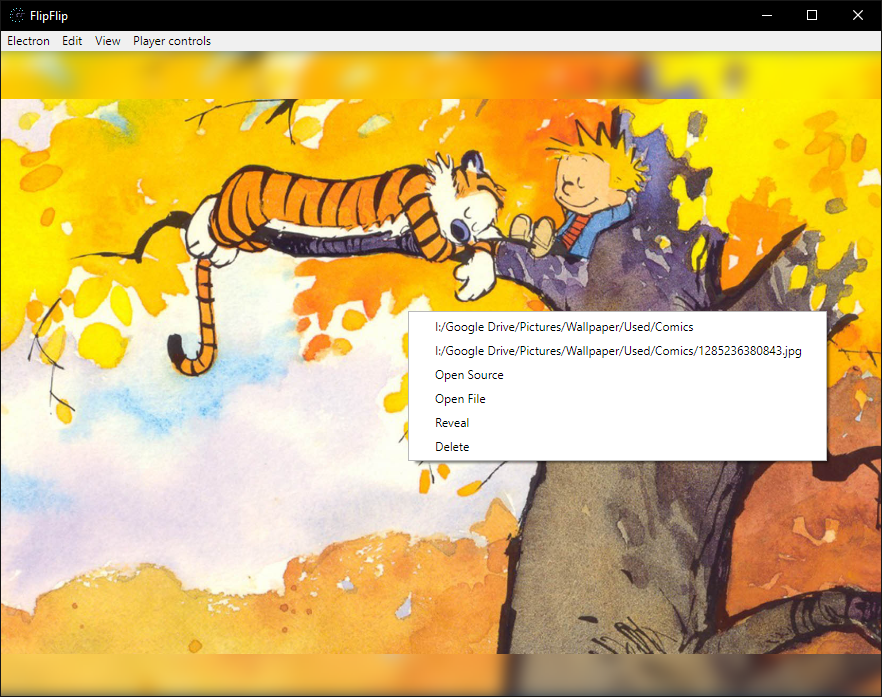 FlipFlip
Electron Edit View Player controls
I:/Google Drive/Pictures/Wallpaper/Used/Comics
I:/Google Drive/Pictures/Wallpaper/Used/Comics/1285236380843.jpg
Open Source
Open File
Reveal
Delete